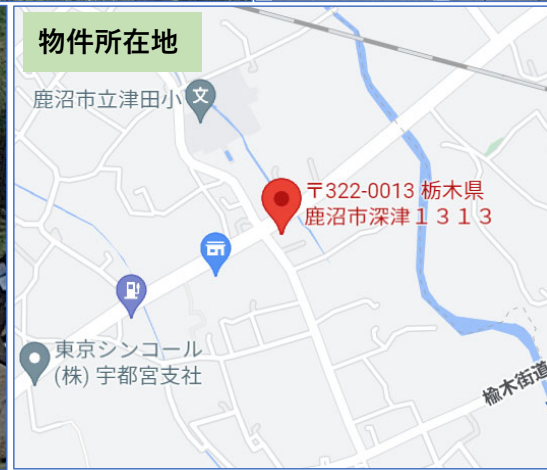 物件所在地
鹿沼市立津田小
文
〒322-0013 栃木県
鹿沼市深津１３１３
東京シンコール
(株) 宇都宮支社
楡木街道